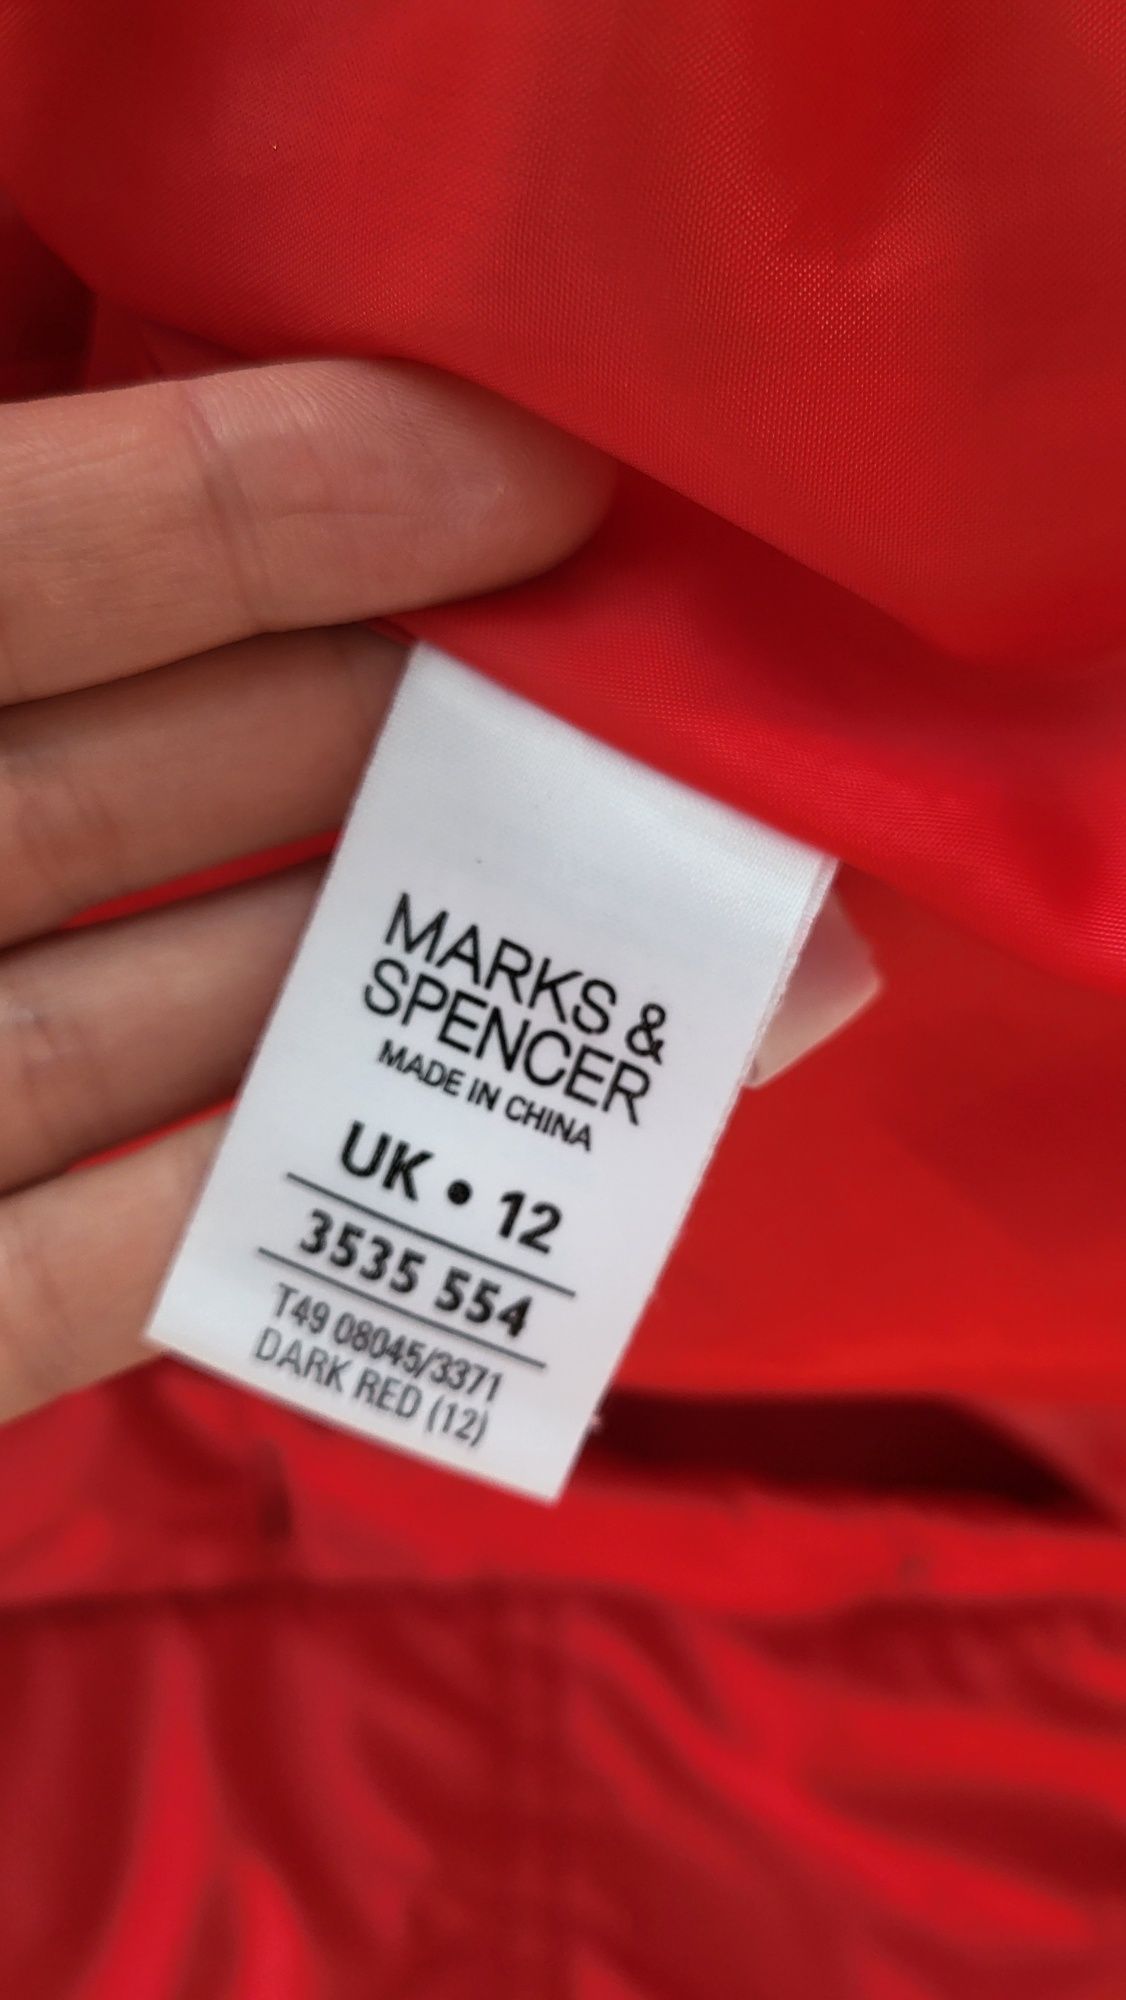 MARKS &
SPENCER
MADE IN CHINA
UK • 12
3535 554
T49 08045/3371
DARK RED (12)